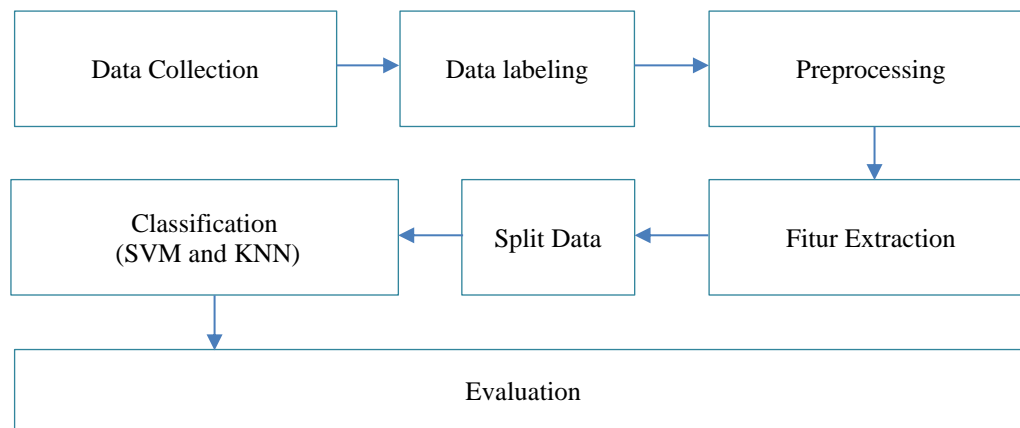 Data Collection
Data labeling
Preprocessing
Classification
(SVM and KNN)
Split Data
Fitur Extraction
Evaluation